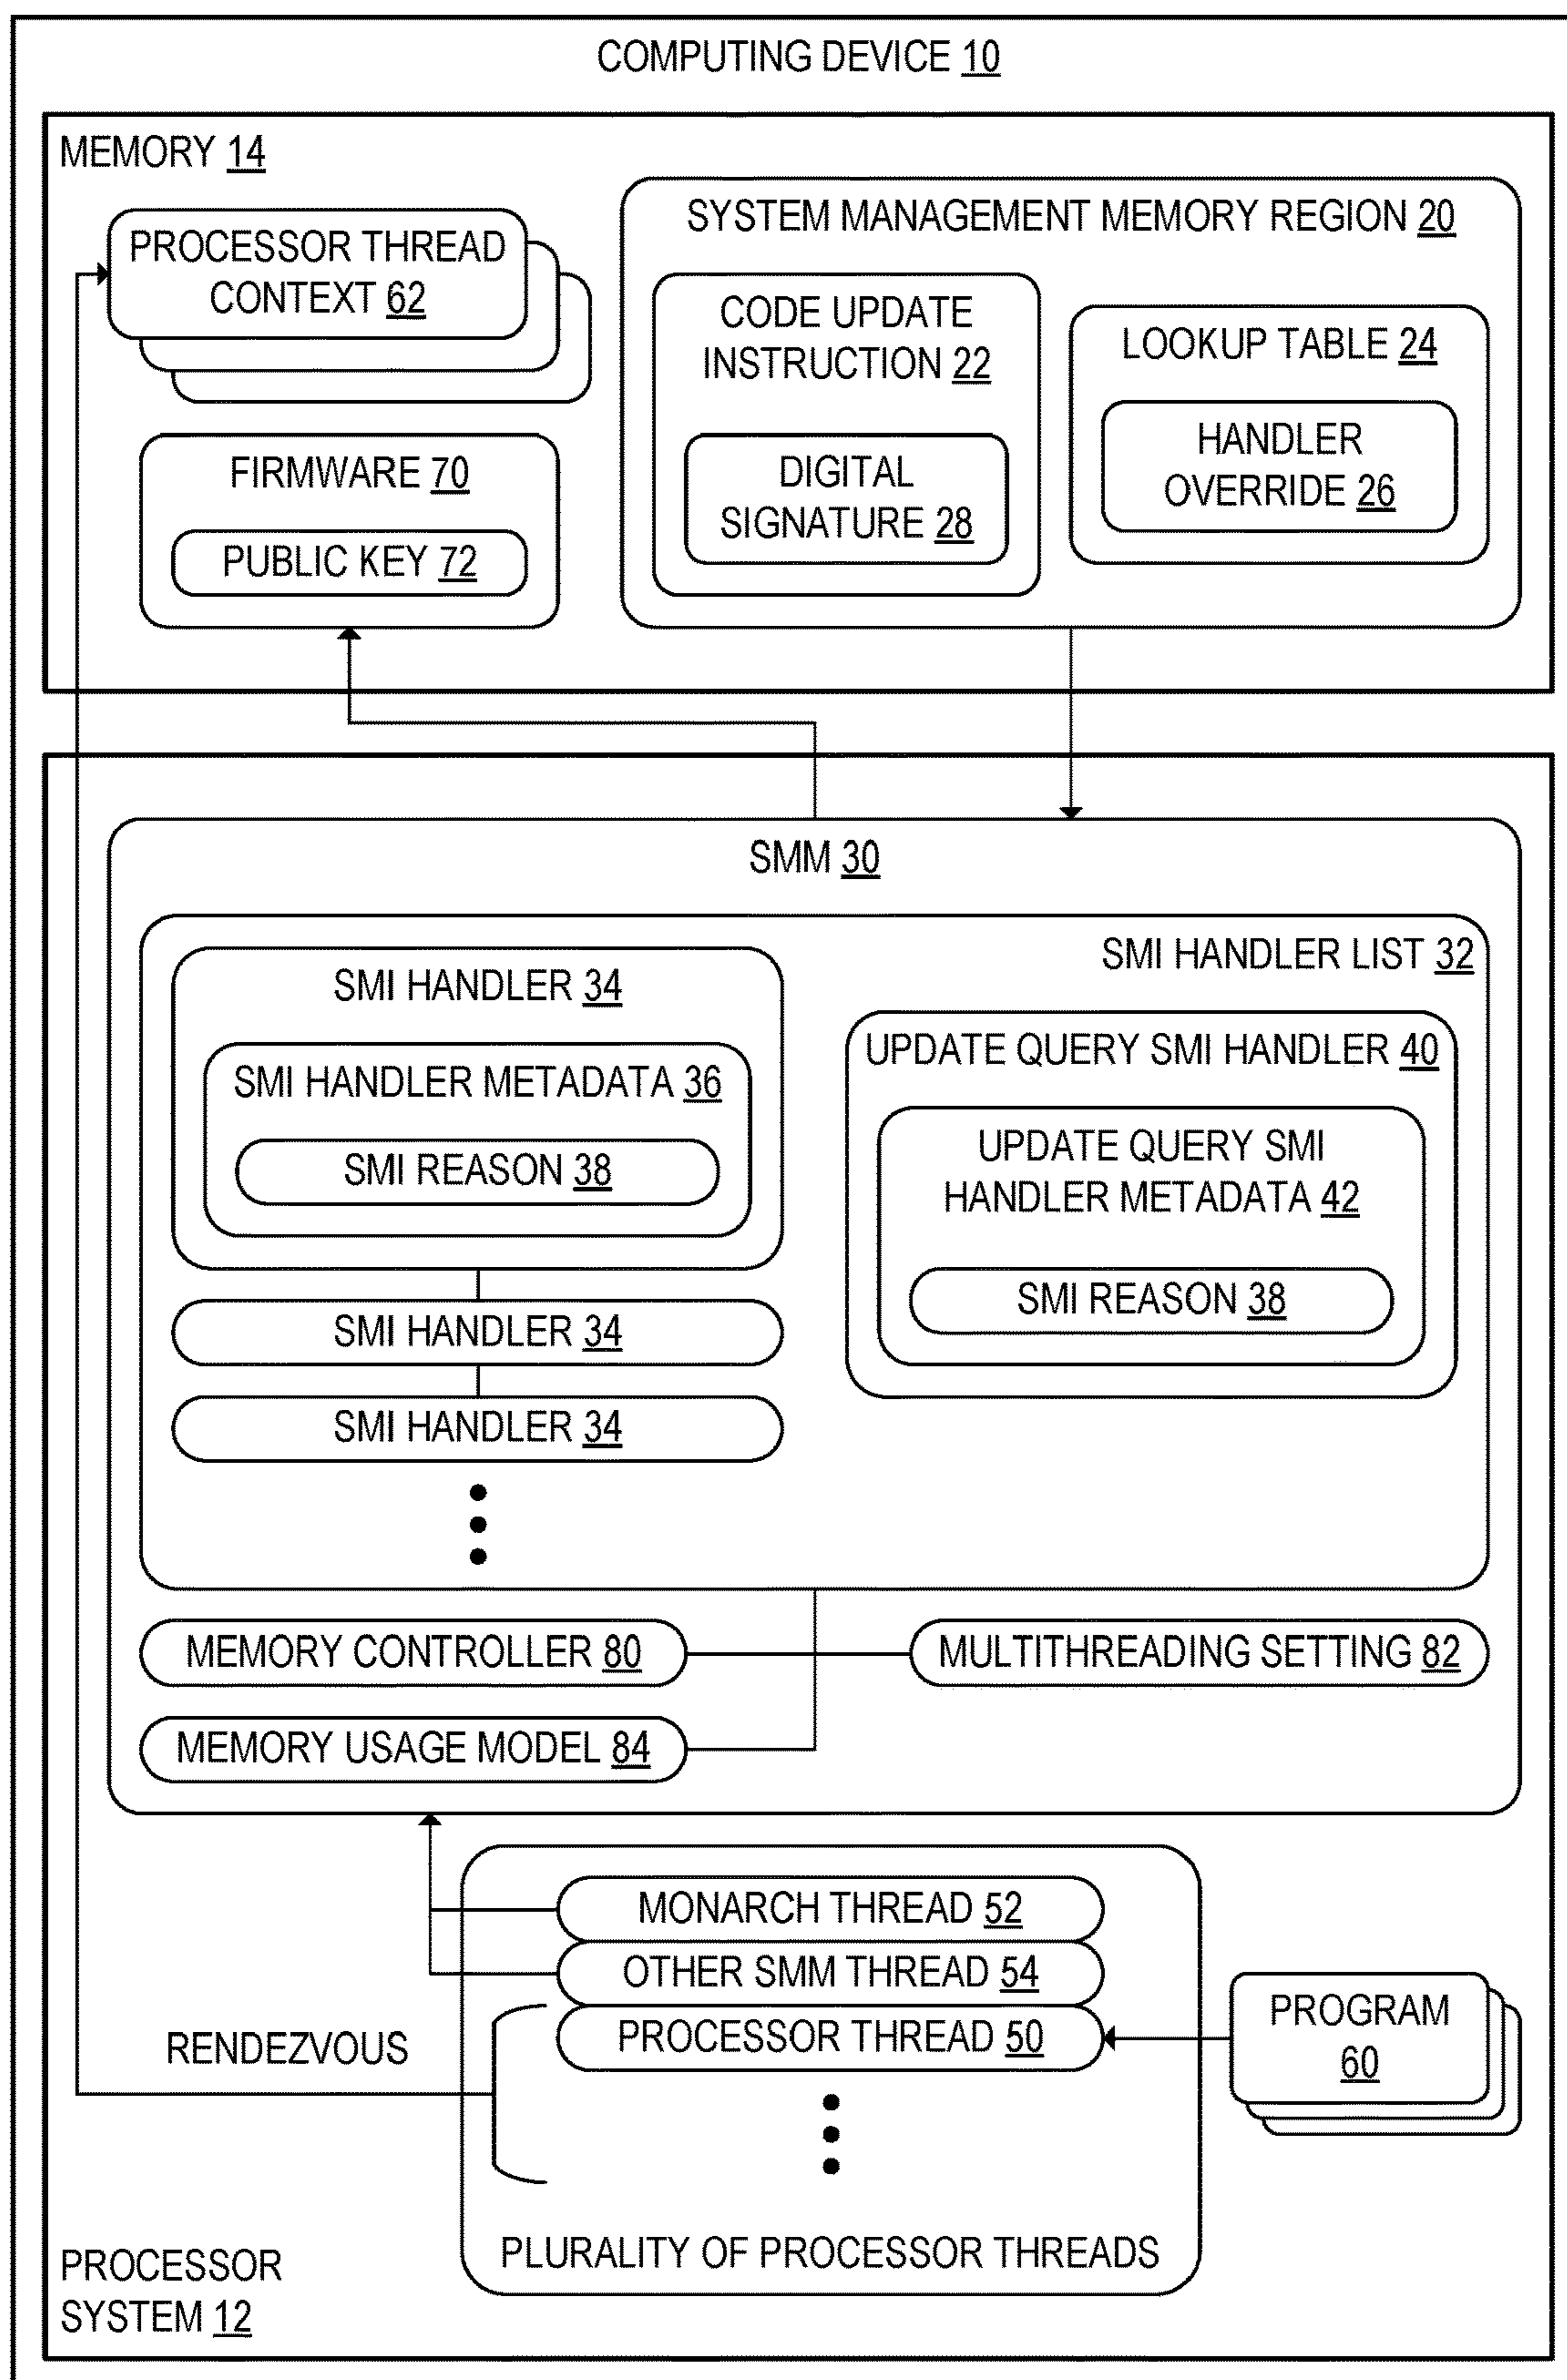 COMPUTING DEVICE 10
MEMORY 14
PROCESSOR THREAD
CONTEXT 62
FIRMWARE 70
PUBLIC KEY 72
SYSTEM MANAGEMENT MEMORY REGION 20
CODE UPDATE
INSTRUCTION 22
DIGITAL
SIGNATURE 28
LOOKUP TABLE 24
HANDLER
OVERRIDE 26
SMM 30
SMI HANDLER LIST 32
SMI HANDLER 34
SMI HANDLER METADATA 36
SMI REASON 38
SMI HANDLER 34
SMI HANDLER 34
UPDATE QUERY SMI HANDLER 40
UPDATE QUERY SMI
HANDLER METADATA 42
SMI REASON 38
MEMORY CONTROLLER 80
MULTITHREADING SETTING 82
MEMORY USAGE MODEL 84
MONARCH THREAD 52
OTHER SMM THREAD 54
PROCESSOR THREAD 50
RENDEZVOUS
PROGRAM
60
PLURALITY OF PROCESSOR THREADS
PROCESSOR
SYSTEM 12